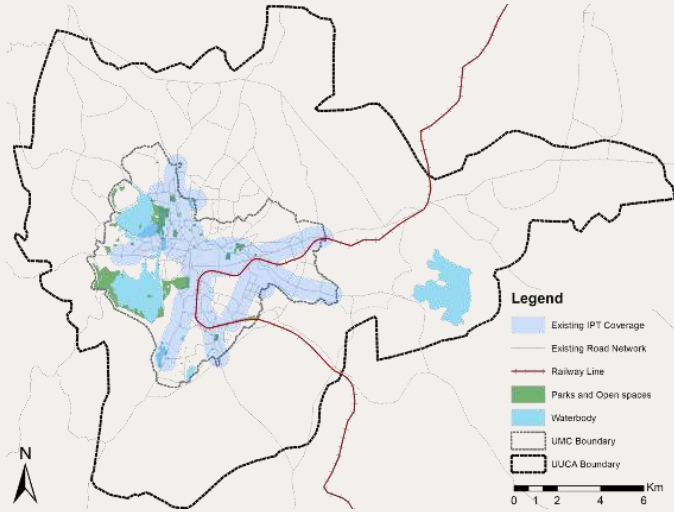 Legend
Existing IPT Coverage
Existing Road Network
Railway Line
Parks and Open spaces
Waterbody
UMC Boundary
UUCA Boundary
N
Km
0 1 2 4 6